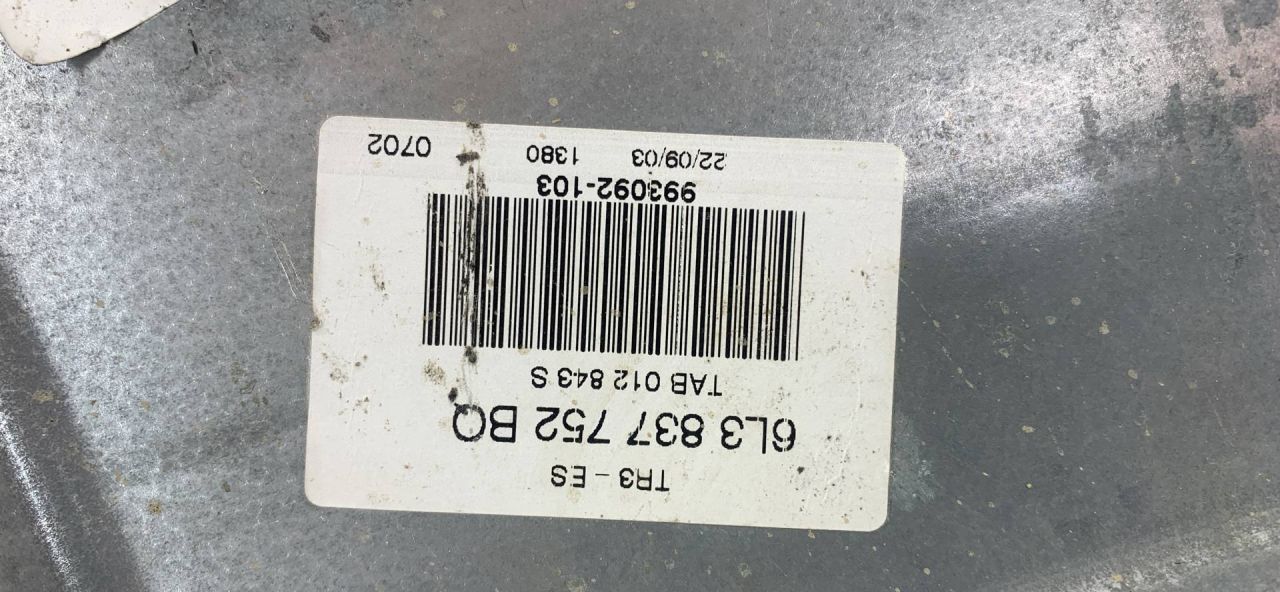 TR3 - ES
6L3 837 752 BQ
TAB 012 843 S
993092-103
22/09/03 1380 0702